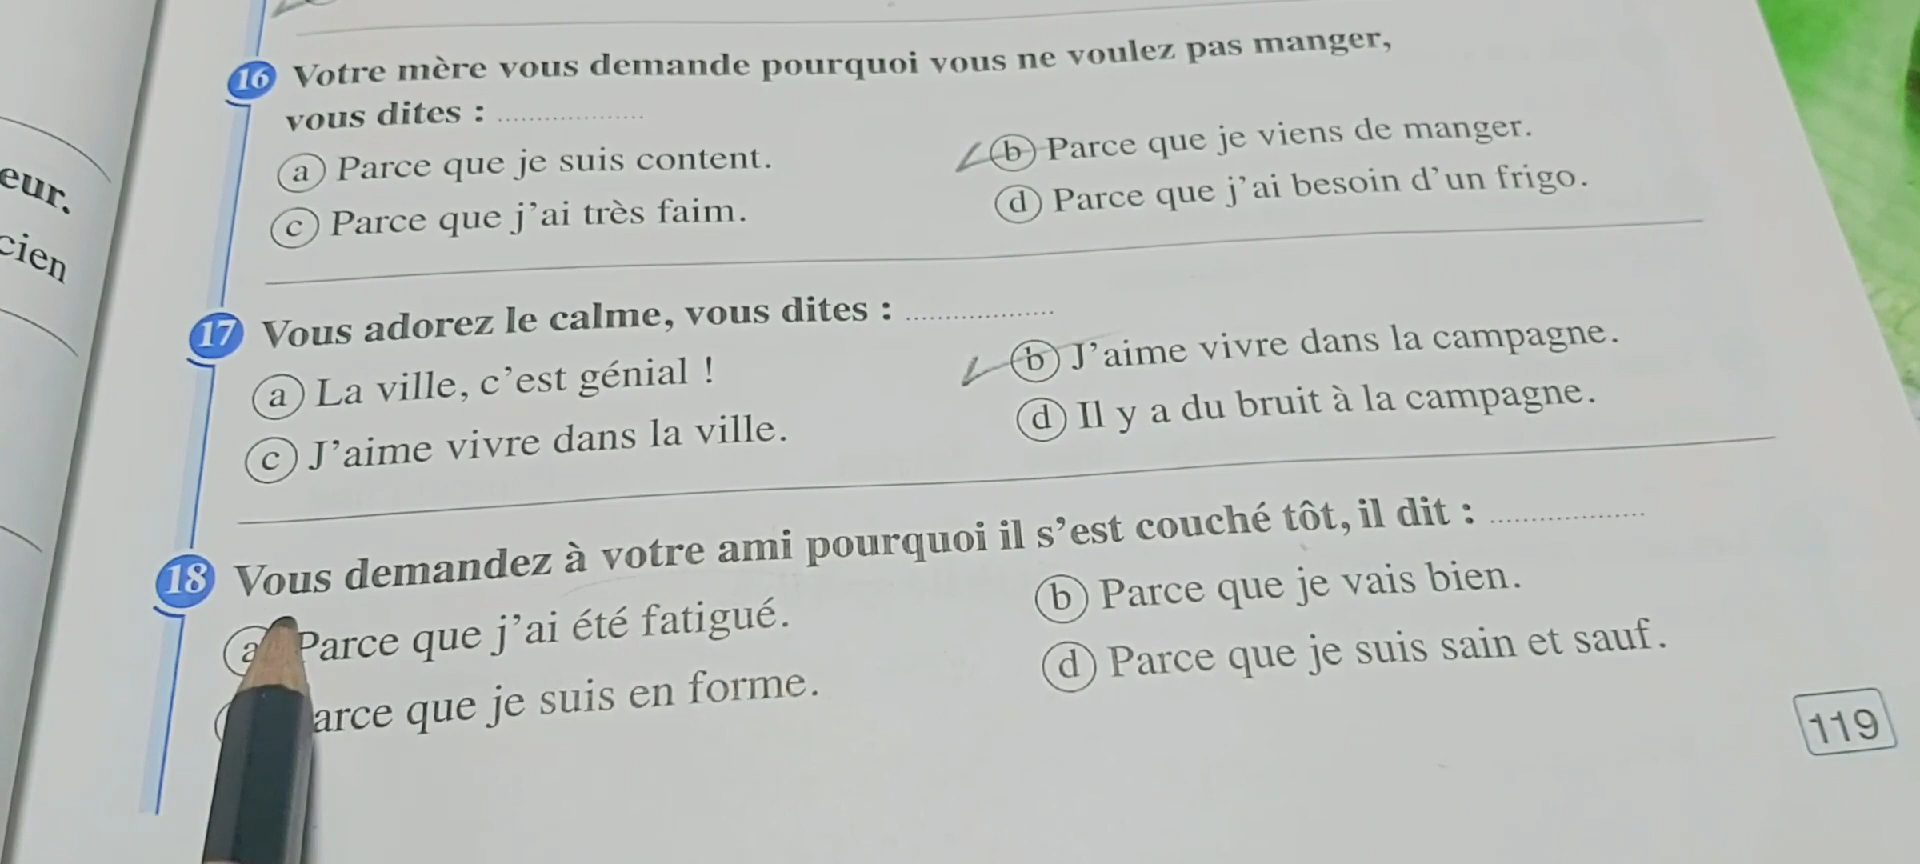 eur.
cien
16 Votre mère vous demande pourquoi vous ne voulez pas manger,
vous dites : ....................
a Parce que je suis content.
b Parce que je viens de manger.
c Parce que j'ai très faim.
d Parce que j'ai besoin d'un frigo.
17 Vous adorez le calme, vous dites : ....................
a La ville, c'est génial !
b J'aime vivre dans la campagne.
c J'aime vivre dans la ville.
d Il y a du bruit à la campagne.
18 Vous demandez à votre ami pourquoi il s'est couché tôt, il dit : ....................
a Parce que j'ai été fatigué.
b Parce que je vais bien.
arce que je suis en forme.
d Parce que je suis sain et sauf.
119